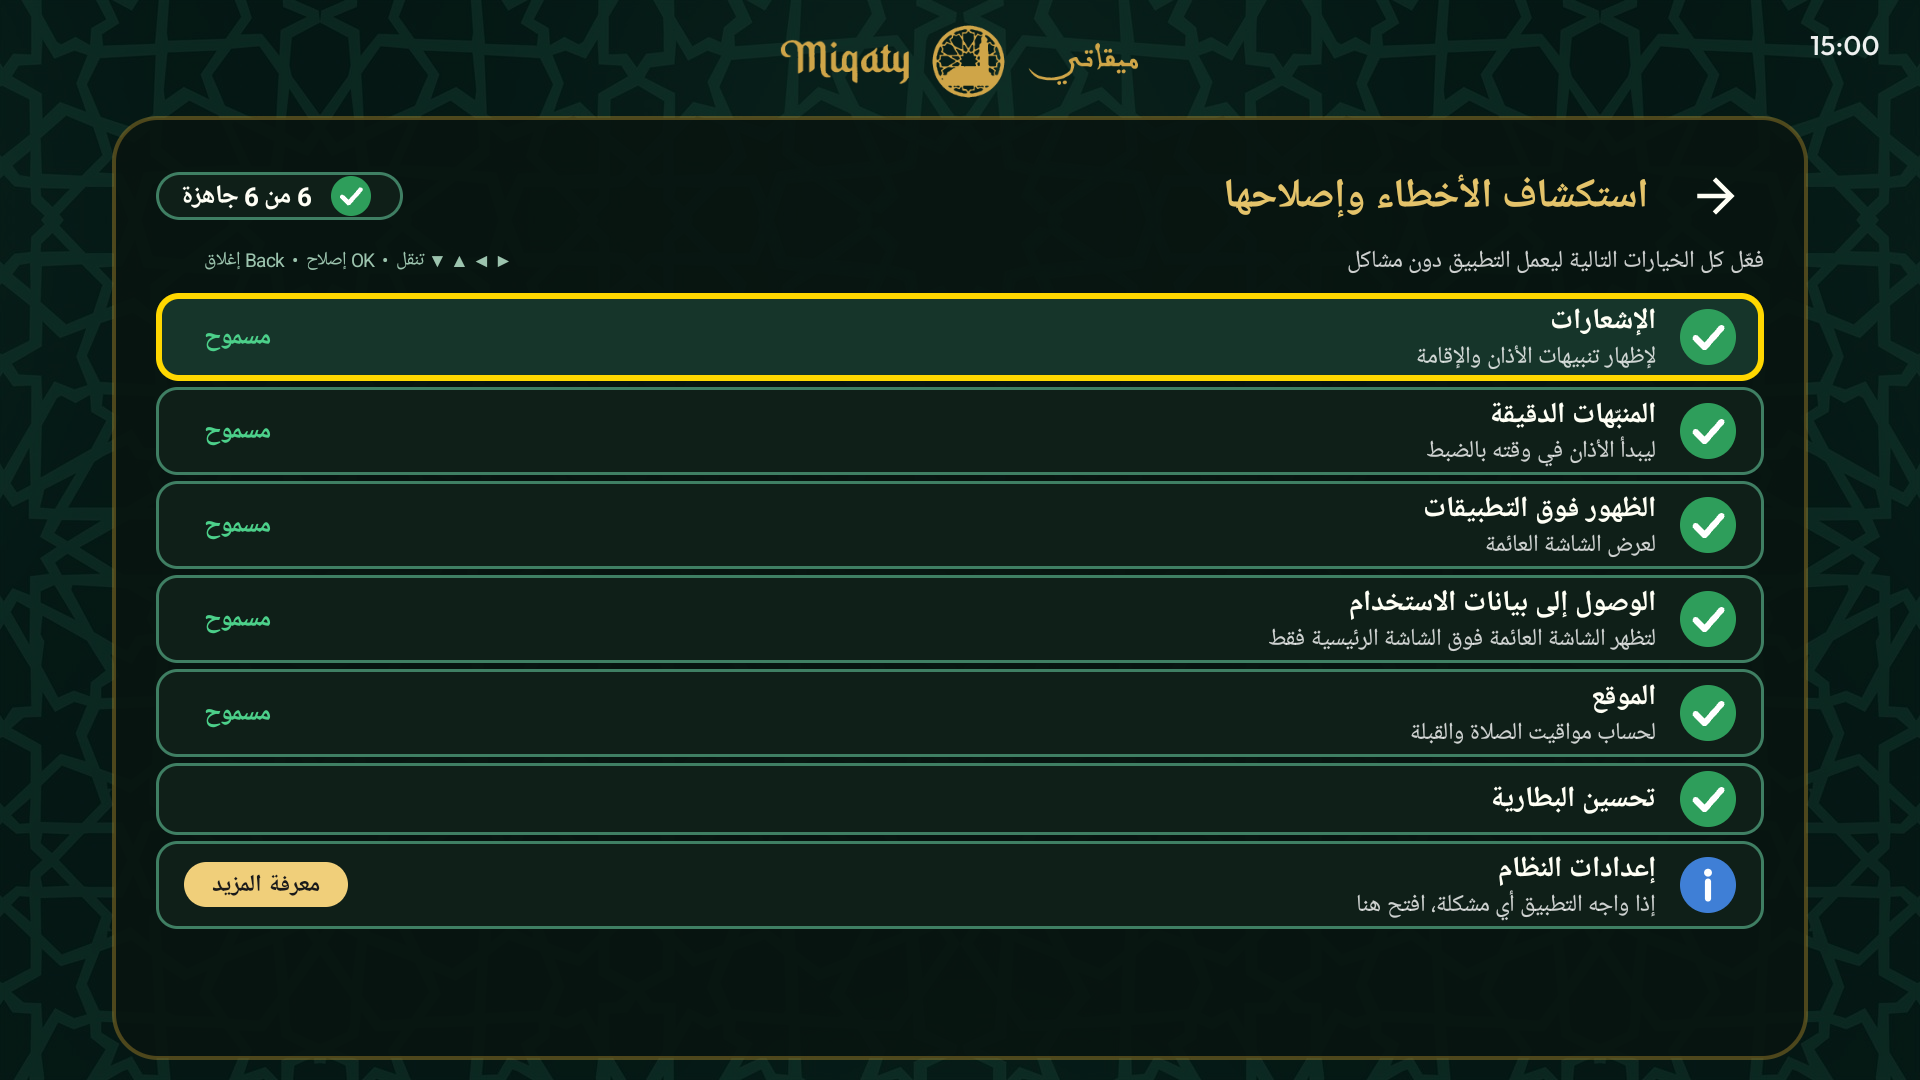 Miqaty ميقاتي
15:00
استكشاف الأخطاء وإصلاحها
6 من 6 جاهزة
فعّل كل الخيارات التالية ليعمل التطبيق دون مشاكل
◄ ► ▲ ▼ تنقل • OK إصلاح • Back إغلاق
الإشعارات
لإظهار تنبيهات الأذان والإقامة
مسموح
المنبّهات الدقيقة
ليبدأ الأذان في وقته بالضبط
مسموح
الظهور فوق التطبيقات
لعرض الشاشة العائمة
مسموح
الوصول إلى بيانات الاستخدام
لتظهر الشاشة العائمة فوق الشاشة الرئيسية فقط
مسموح
الموقع
لحساب مواقيت الصلاة والقبلة
مسموح
تحسين البطارية
إعدادات النظام
إذا واجه التطبيق أي مشكلة، افتح هنا
معرفة المزيد